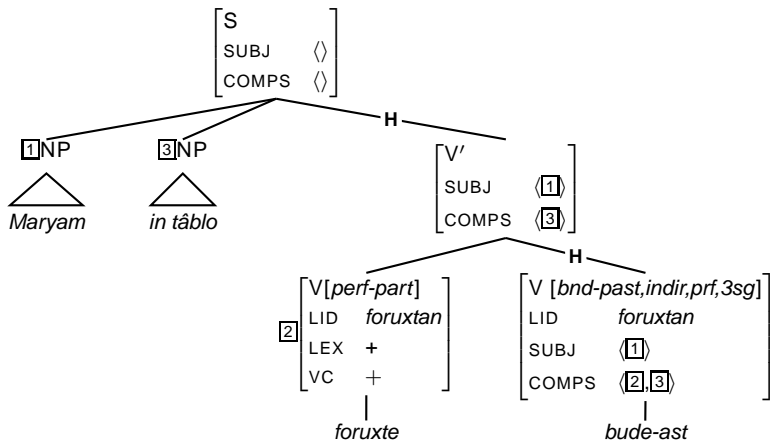 S
SUBJ ⟨⟩
COMPS ⟨⟩
H
1 NP 3 NP
Maryam in tâblo
V′
SUBJ ⟨1⟩
COMPS ⟨3⟩
H
2 V[perf-part]
LID foruxtan
LEX +
VC +
foruxte
V [bnd-past,indir,prf,3sg]
LID foruxtan
SUBJ ⟨1⟩
COMPS ⟨2,3⟩
bude-ast